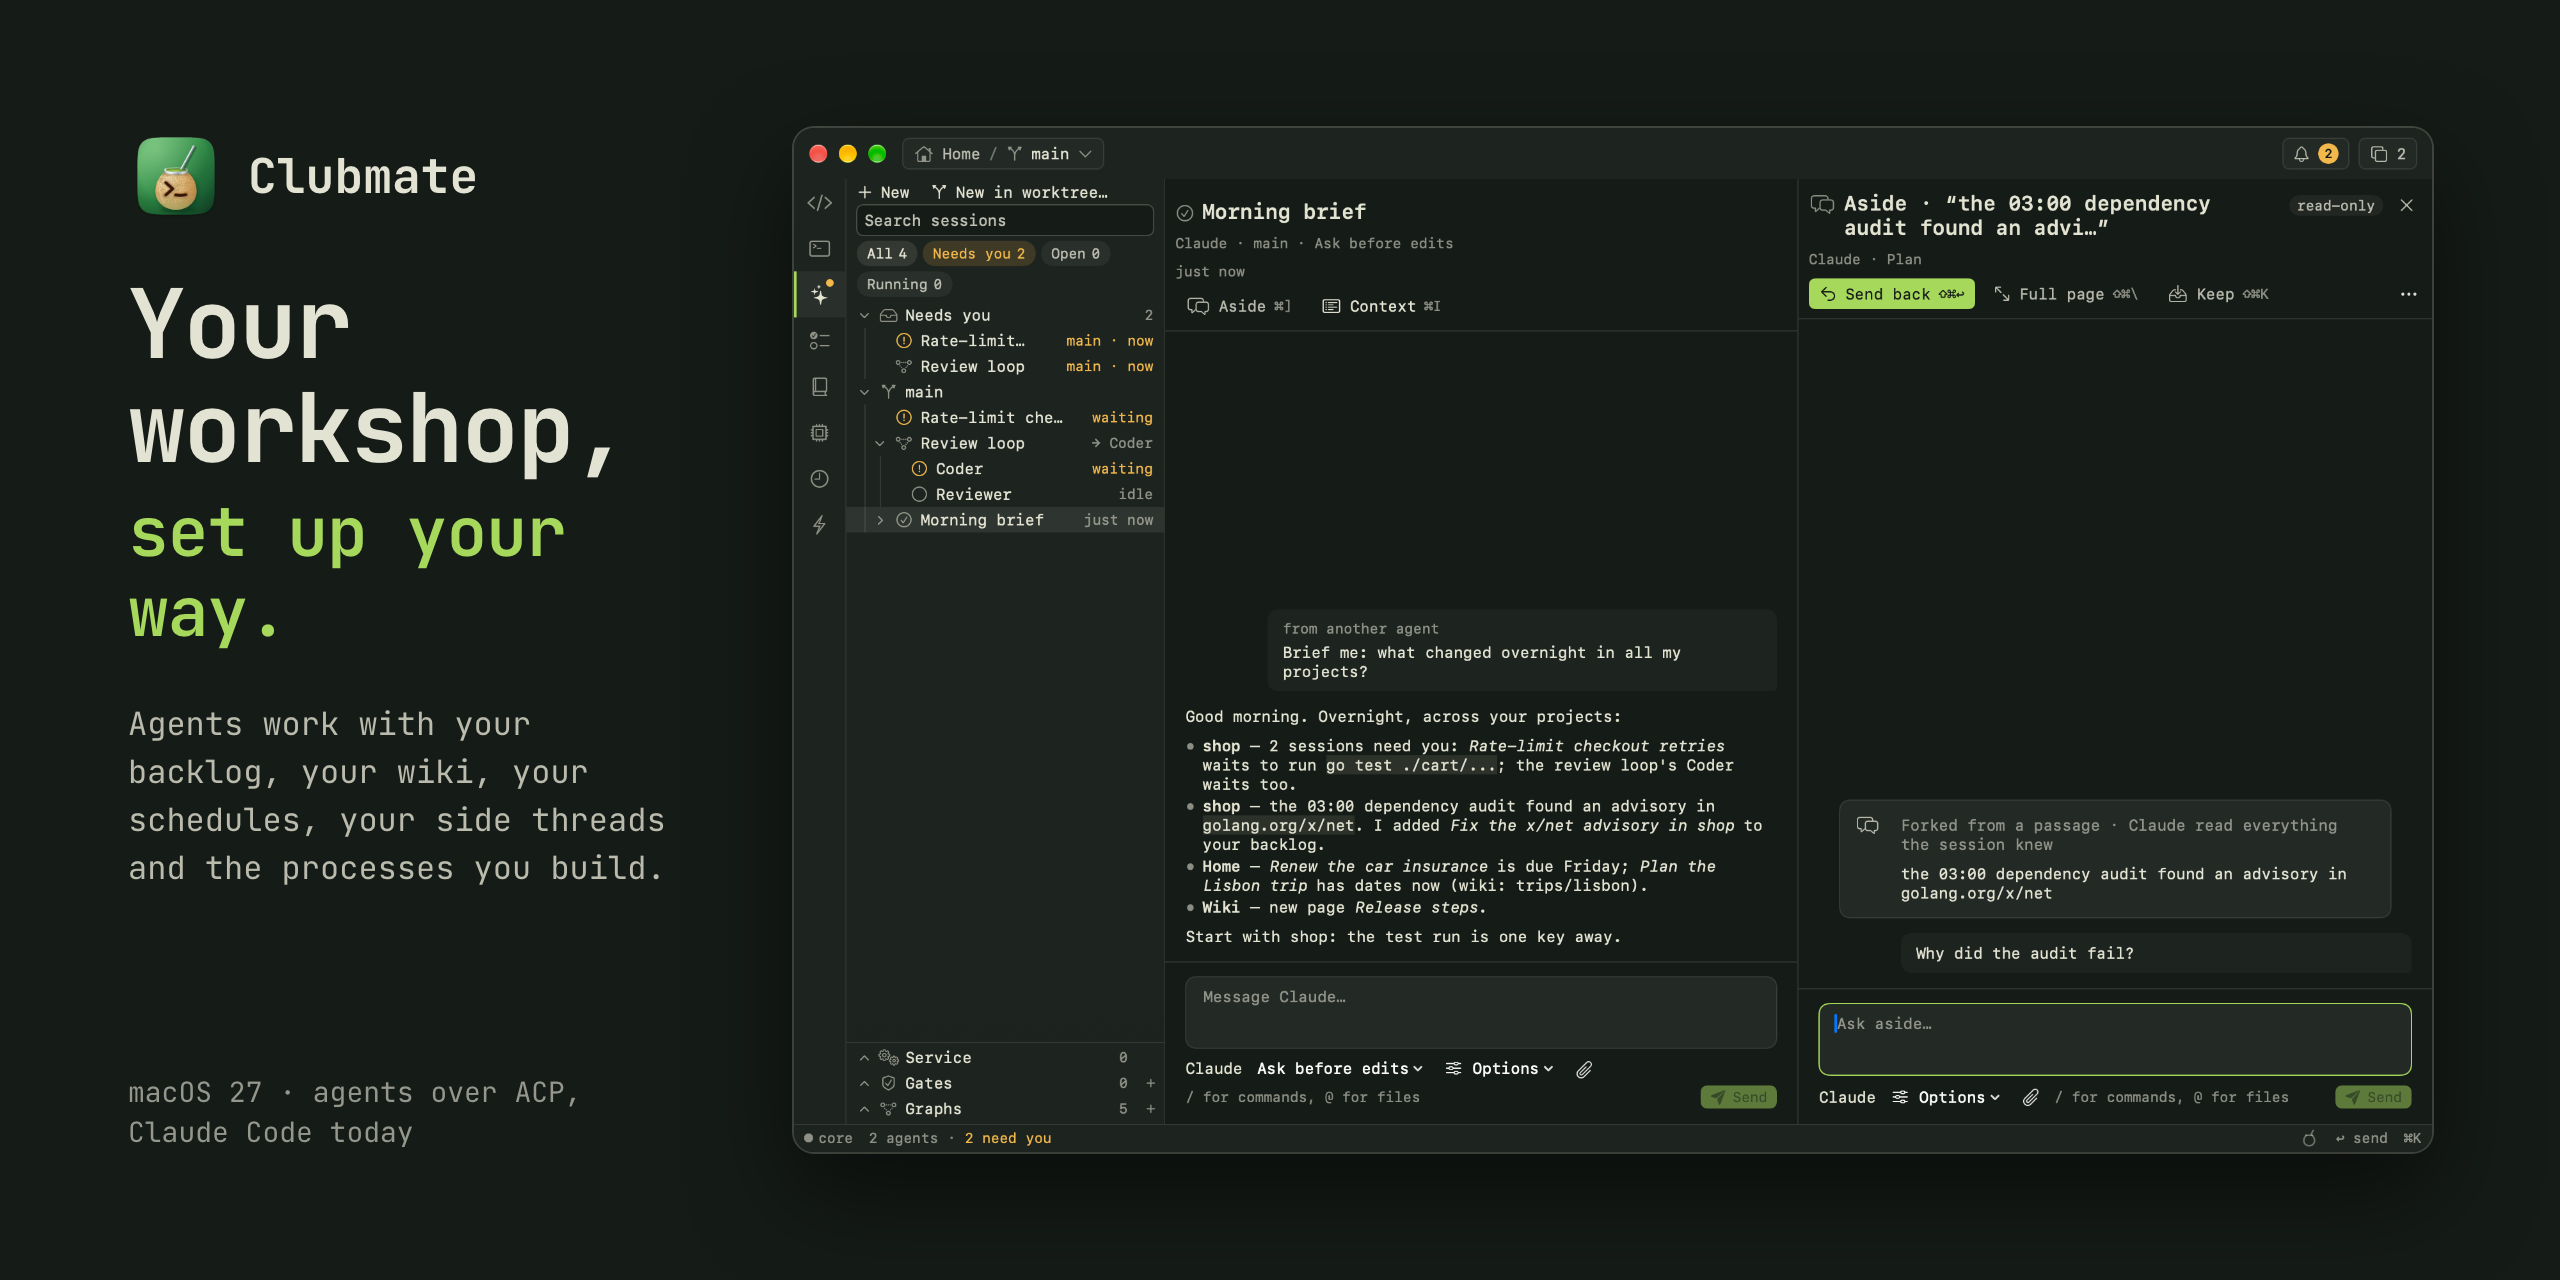 Clubmate
Your
workshop,
set up your
way.
Agents work with your
backlog, your wiki, your
schedules, your side threads
and the processes you build.
macOS 27 · agents over ACP,
Claude Code today
Home / main
2
2
+ New New in worktree…
Search sessions
All 4 Needs you 2 Open 0
Running 0
Needs you 2
Rate-limit… main · now
Review loop main · now
main
Rate-limit che… waiting
Review loop → Coder
Coder waiting
Reviewer idle
Morning brief just now
Service 0
Gates 0 +
Graphs 5 +
Morning brief
Claude · main · Ask before edits
just now
Aside ⌘] Context ⌘I
from another agent
Brief me: what changed overnight in all my
projects?
Good morning. Overnight, across your projects:
• shop — 2 sessions need you: Rate-limit checkout retries
waits to run go test ./cart/...; the review loop's Coder
waits too.
• shop — the 03:00 dependency audit found an advisory in
golang.org/x/net. I added Fix the x/net advisory in shop to
your backlog.
• Home — Renew the car insurance is due Friday; Plan the
Lisbon trip has dates now (wiki: trips/lisbon).
• Wiki — new page Release steps.
Start with shop: the test run is one key away.
Message Claude…
Claude Ask before edits Options
/ for commands, @ for files Send
Aside · “the 03:00 dependency
audit found an advi…” read-only
Claude · Plan
Send back ⇧⌘↩ Full page ⇧⌘\ Keep ⇧⌘K
Forked from a passage · Claude read everything
the session knew
the 03:00 dependency audit found an advisory in
golang.org/x/net
Why did the audit fail?
Ask aside…
Claude Options / for commands, @ for files Send
core 2 agents · 2 need you
↩ send ⌘K